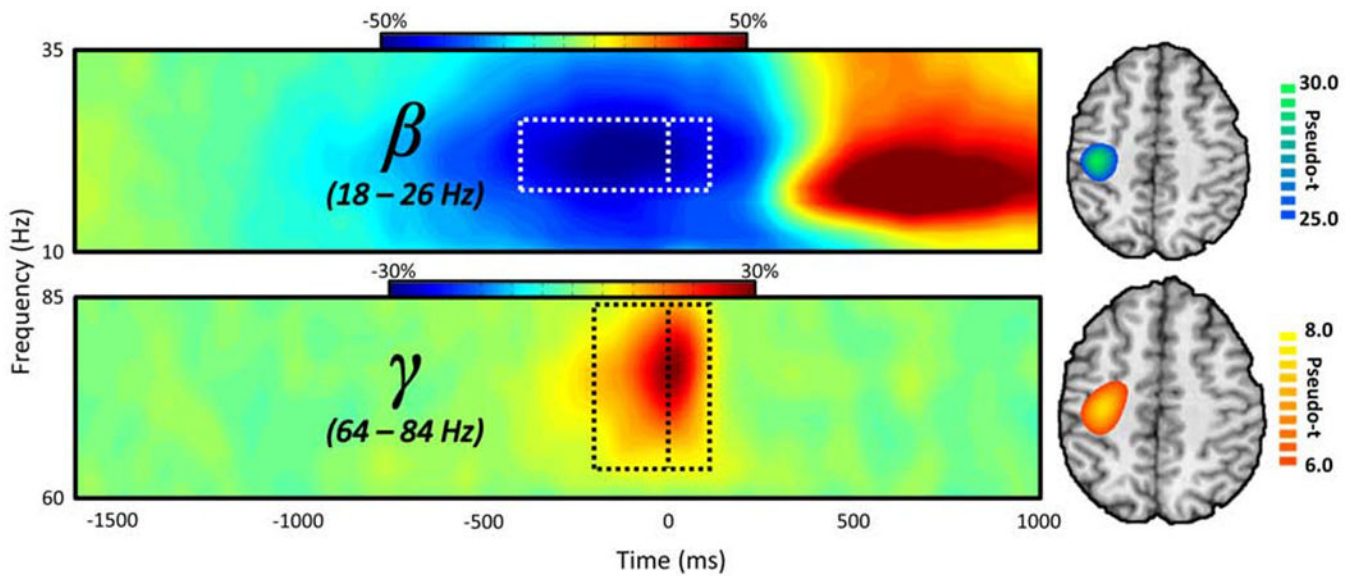 -50% 50%
35
β
(18 – 26 Hz)
10
30.0
Pseudo-t
25.0
-30% 30%
85
γ
(64 – 84 Hz)
60
8.0
Pseudo-t
6.0
Frequency (Hz)
-1500 -1000 -500 0 500 1000
Time (ms)